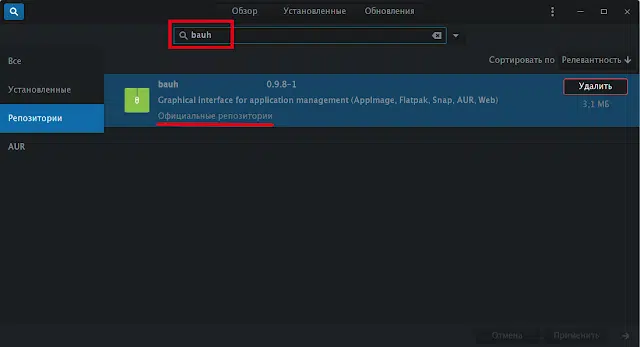 Обзор Установленные Обновления
bauh
Сортировать по Релевантность
Все
Установленные
Репозитории
AUR
bauh 0.9.8-1 Удалить
Graphical interface for application management (AppImage, Flatpak, Snap, AUR, Web) 3,1 МБ
Официальные репозитории
Отмена Применить